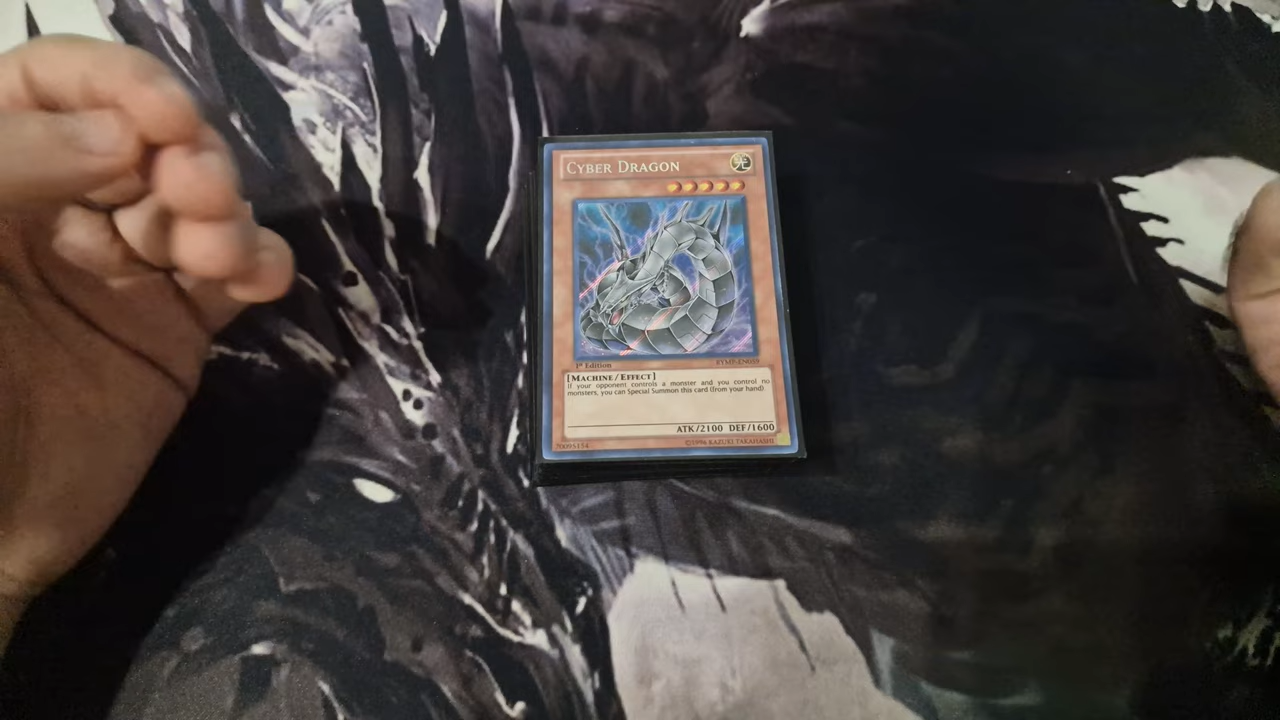 CYBER DRAGON
光
1st Edition
RYMP-EN059
[MACHINE/EFFECT]
If your opponent controls a monster and you control no
monsters, you can Special Summon this card (from your hand).
ATK/2100 DEF/1600
70095154
©1996 KAZUKI TAKAHASHI